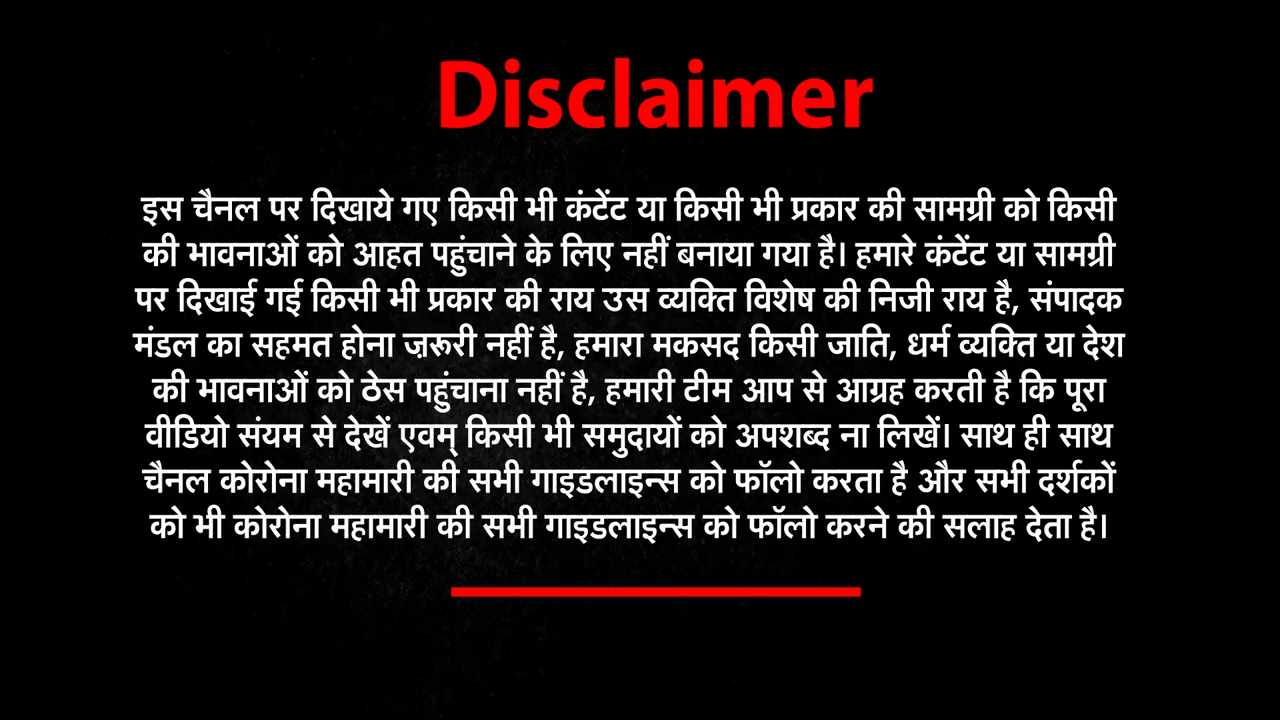 Disclaimer
इस चैनल पर दिखाये गए किसी भी कंटेंट या किसी भी प्रकार की सामग्री को किसी
की भावनाओं को आहत पहुंचाने के लिए नहीं बनाया गया है। हमारे कंटेंट या सामग्री
पर दिखाई गई किसी भी प्रकार की राय उस व्यक्ति विशेष की निजी राय है, संपादक
मंडल का सहमत होना ज़रूरी नहीं है, हमारा मकसद किसी जाति, धर्म व्यक्ति या देश
की भावनाओं को ठेस पहुंचाना नहीं है, हमारी टीम आप से आग्रह करती है कि पूरा
वीडियो संयम से देखें एवम् किसी भी समुदायों को अपशब्द ना लिखें। साथ ही साथ
चैनल कोरोना महामारी की सभी गाइडलाइन्स को फॉलो करता है और सभी दर्शकों
को भी कोरोना महामारी की सभी गाइडलाइन्स को फॉलो करने की सलाह देता है।